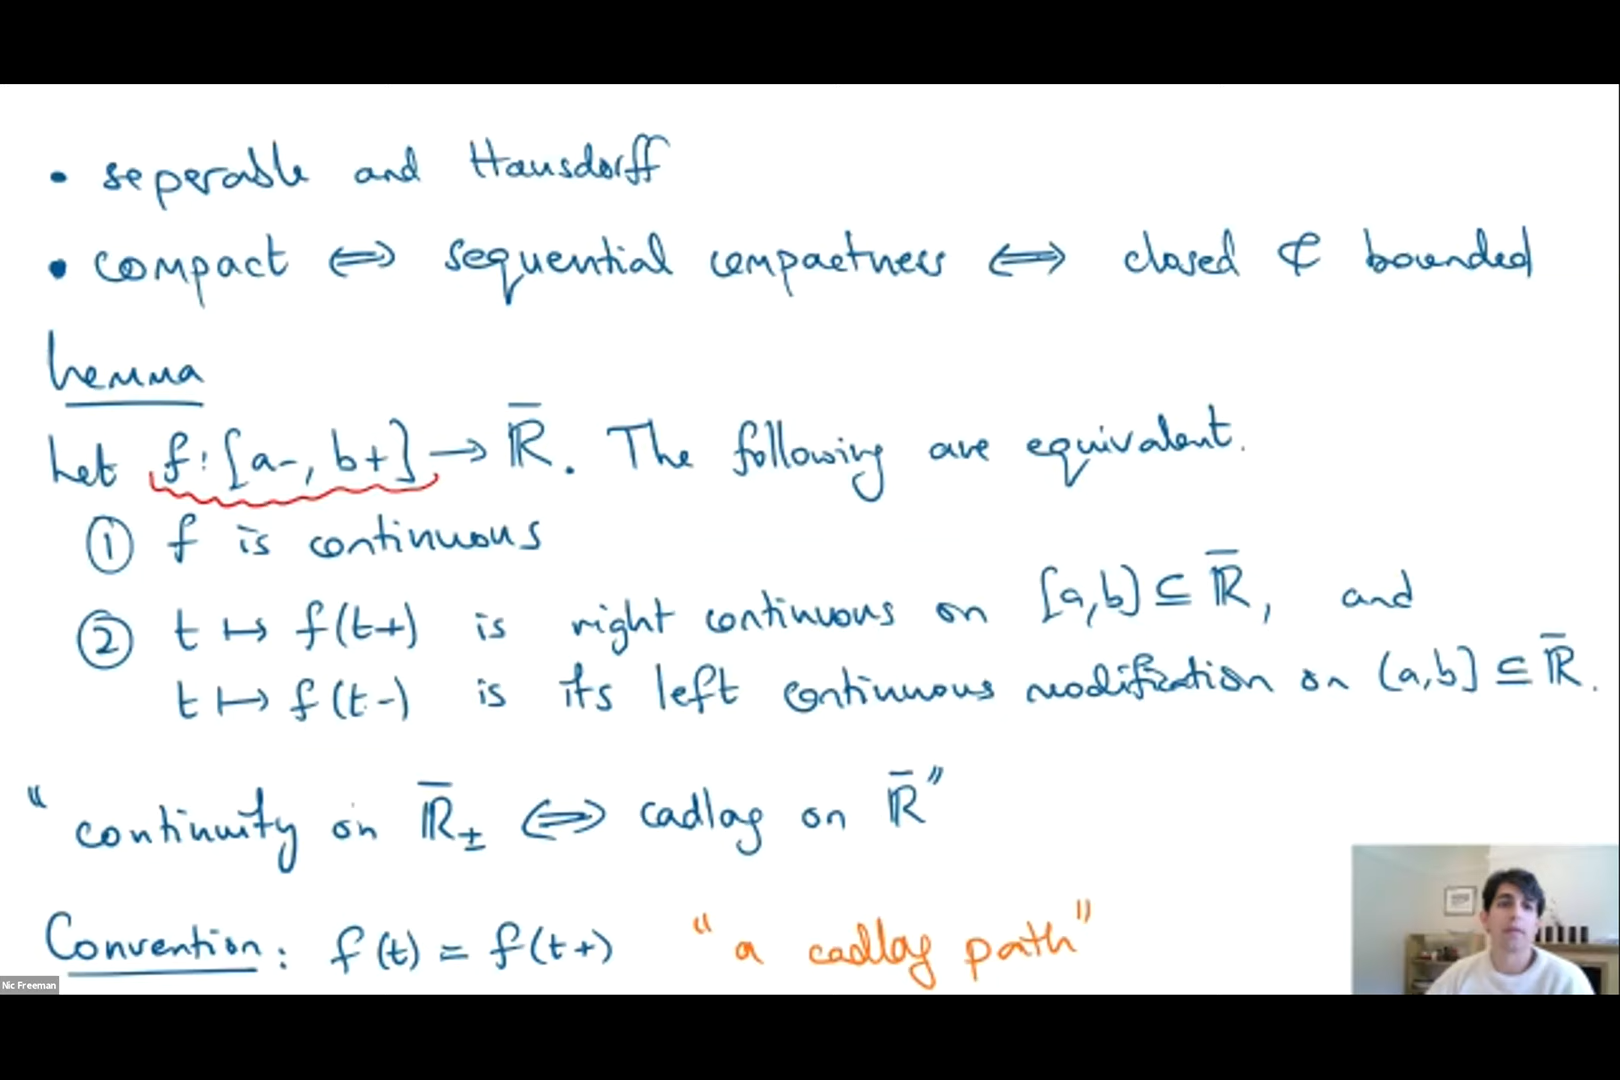 • seperable and Hausdorff
• compact ⟺ sequential compactness ⟺ closed & bounded
Lemma
Let f: [a-, b+] → ℝ̅. The following are equivalent.
① f is continuous
② t ↦ f(t+) is right continuous on [a,b) ⊆ ℝ̅, and
t ↦ f(t-) is its left continuous modification on (a,b] ⊆ ℝ̅.
"continuity on ℝ̅± ⟺ cadlag on ℝ̅"
Convention: f(t) = f(t+) "a cadlag path"
Nic Freeman